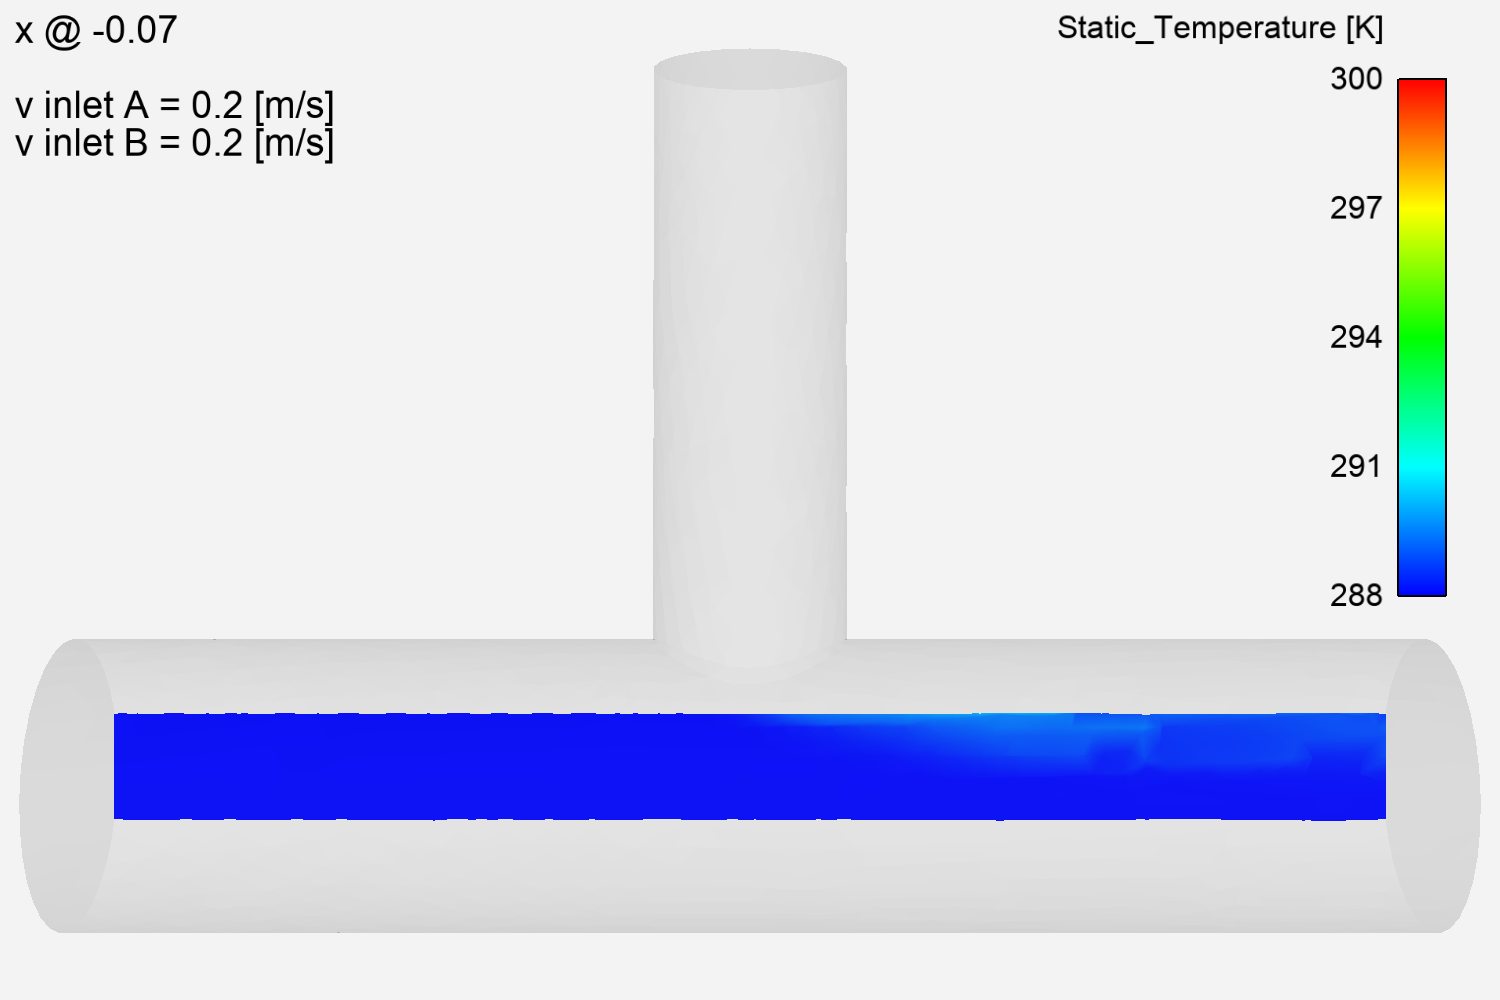 x @ -0.07
v inlet A = 0.2 [m/s]
v inlet B = 0.2 [m/s]
Static_Temperature [K]
300
297
294
291
288